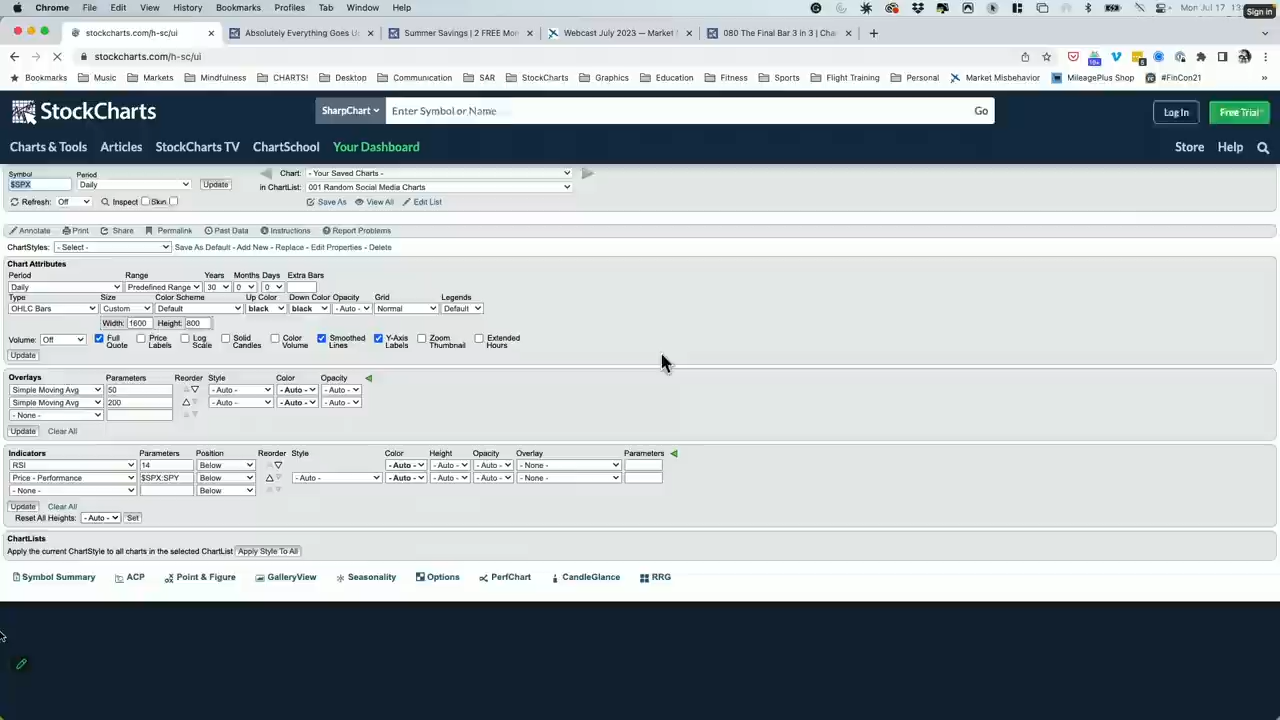 Chrome File Edit View History Bookmarks Profiles Tab Window Help Mon Jul 17
Sign in
stockcharts.com/h-sc/ui × Absolutely Everything Goes U × Summer Savings | 2 FREE Mon × Webcast July 2023 — Market × 080 The Final Bar 3 in 3 | Cha × +
stockcharts.com/h-sc/ui
Bookmarks Music Markets Mindfulness CHARTS! Desktop Communication SAR StockCharts Graphics Education Fitness Sports Flight Training Personal Market Misbehavior MileagePlus Shop #FinCon21
StockCharts SharpChart Enter Symbol or Name Go Log In Free Trial
Charts & Tools Articles StockCharts TV ChartSchool Your Dashboard Store Help
Symbol Period Chart: - Your Saved Charts -
$SPX Daily Update in ChartList: 001 Random Social Media Charts
Refresh: Off Inspect Skin Save As View All Edit List
Annotate Print Share Permalink Past Data Instructions Report Problems
ChartStyles: - Select - Save As Default - Add New - Replace - Edit Properties - Delete
Chart Attributes
Period Range Years Months Days Extra Bars
Daily Predefined Range 30 0 0
Type Size Color Scheme Up Color Down Color Opacity Grid Legends
OHLC Bars Custom Default black black - Auto - Normal Default
Width: 1600 Height: 800
Volume: Off Full Quote Price Labels Log Scale Solid Candles Color Volume Smoothed Lines Y-Axis Labels Zoom Thumbnail Extended Hours
Update
Overlays Parameters Reorder Style Color Opacity
Simple Moving Avg 50 - Auto - - Auto - - Auto -
Simple Moving Avg 200 - Auto - - Auto - - Auto -
- None -
Update Clear All
Indicators Parameters Position Reorder Style Color Height Opacity Overlay Parameters
RSI 14 Below - Auto - - Auto - - Auto - - None -
Price - Performance $SPX:SPY Below - Auto - - Auto - - Auto - - Auto - - None -
- None - Below
Update Clear All
Reset All Heights: - Auto - Set
ChartLists
Apply the current ChartStyle to all charts in the selected ChartList Apply Style To All
Symbol Summary ACP Point & Figure GalleryView Seasonality Options PerfChart CandleGlance RRG